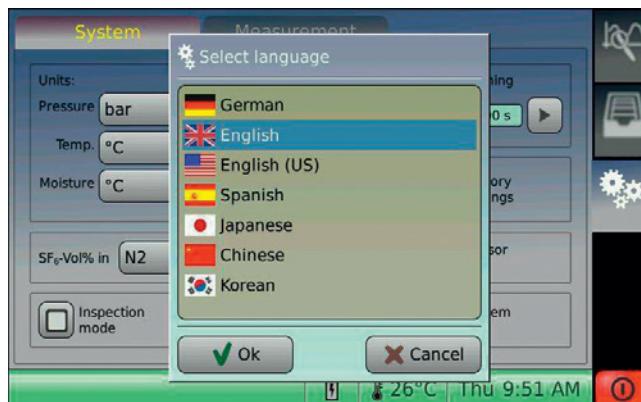 System Measurement
Select language
Units:
Pressure bar
Temp. °C
Moisture °C
SF₆-Vol% in N2
Inspection
mode
German
English
English (US)
Spanish
Japanese
Chinese
Korean
Ok Cancel
26°C Thu 9:51 AM